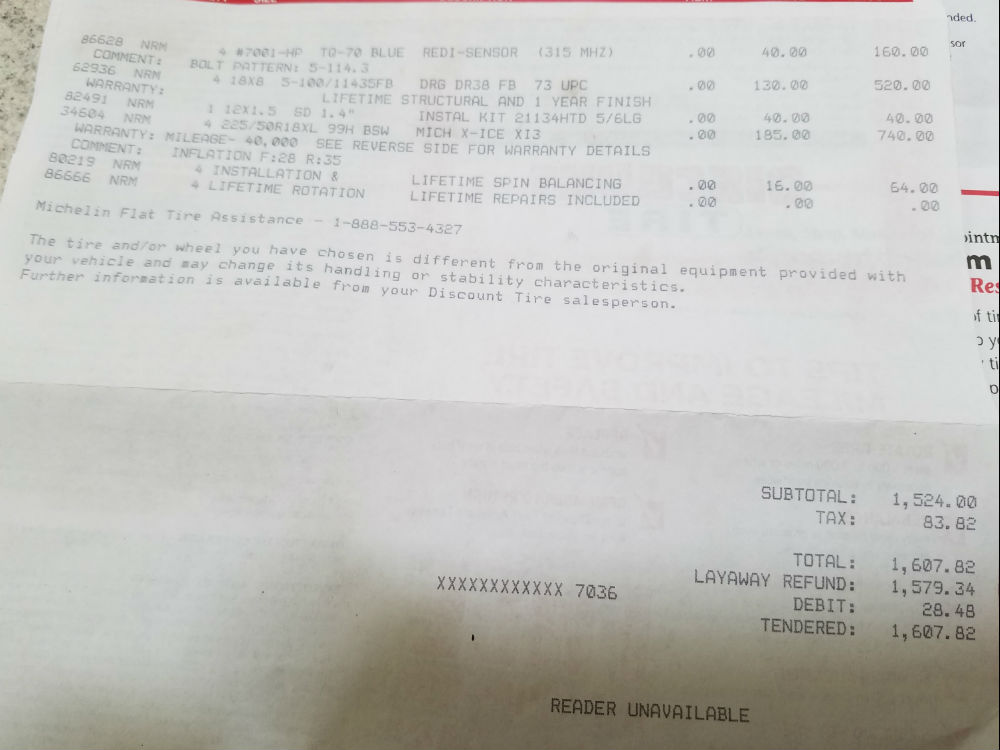 86628 NRM 4 #7001-HP TQ-70 BLUE REDI-SENSOR (315 MHZ) .00 40.00 160.00
COMMENT: BOLT PATTERN: 5-114.3
62936 NRM 4 18X8 5-100/11435FB DRG DR38 FB 73 UPC .00 130.00 520.00
WARRANTY: LIFETIME STRUCTURAL AND 1 YEAR FINISH
82491 NRM 1 12X1.5 SD 1.4" INSTAL KIT 21134HTD 5/6LG .00 40.00 40.00
34604 NRM 4 225/50R18XL 99H BSW MICH X-ICE XI3 .00 185.00 740.00
WARRANTY: MILEAGE- 40,000 SEE REVERSE SIDE FOR WARRANTY DETAILS
COMMENT: INFLATION F:28 R:35
80219 NRM 4 INSTALLATION & LIFETIME SPIN BALANCING .00 16.00 64.00
86666 NRM 4 LIFETIME ROTATION LIFETIME REPAIRS INCLUDED .00 .00 .00
Michelin Flat Tire Assistance - 1-888-553-4327
The tire and/or wheel you have chosen is different from the original equipment provided with
your vehicle and may change its handling or stability characteristics.
Further information is available from your Discount Tire salesperson.
SUBTOTAL: 1,524.00
TAX: 83.82
TOTAL: 1,607.82
LAYAWAY REFUND: 1,579.34
XXXXXXXXXXXX 7036 DEBIT: 28.48
TENDERED: 1,607.82
READER UNAVAILABLE